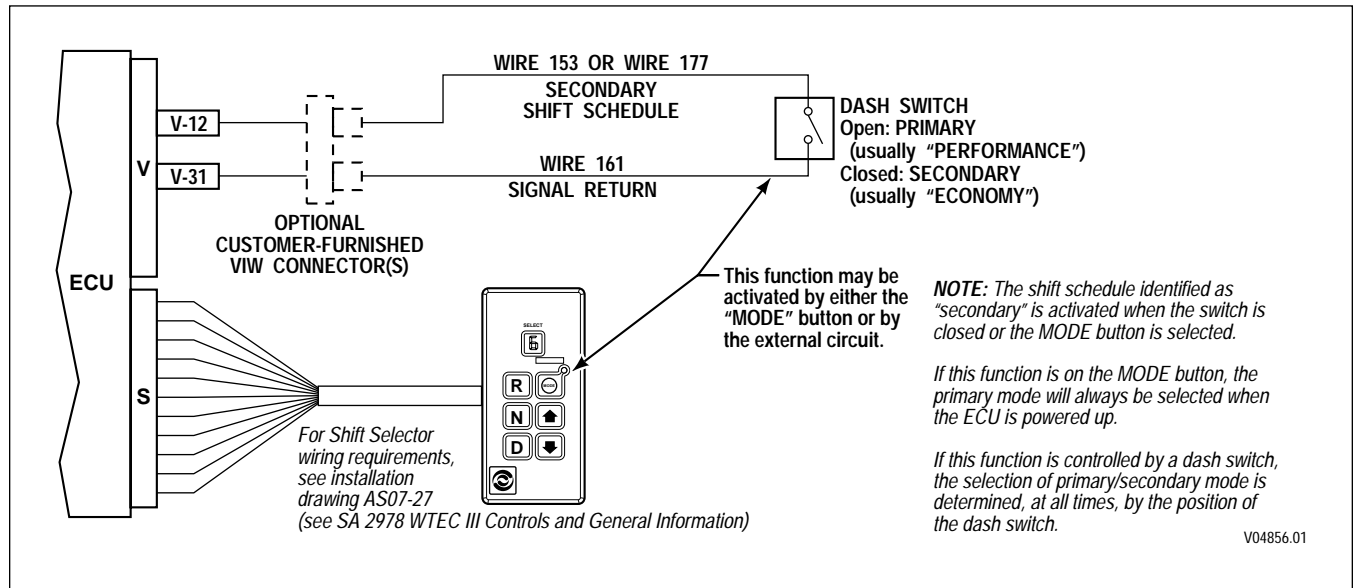 WIRE 153 OR WIRE 177
SECONDARY
SHIFT SCHEDULE
V-12
V
V-31
WIRE 161
SIGNAL RETURN
DASH SWITCH
Open: PRIMARY
(usually “PERFORMANCE”)
Closed: SECONDARY
(usually “ECONOMY”)
OPTIONAL
CUSTOMER-FURNISHED
VIW CONNECTOR(S)
ECU
S
SELECT
6
R
MODE
N
D
This function may be
activated by either the
“MODE” button or by
the external circuit.
For Shift Selector
wiring requirements,
see installation
drawing AS07-27
(see SA 2978 WTEC III Controls and General Information)
NOTE: The shift schedule identified as
“secondary” is activated when the switch is
closed or the MODE button is selected.
If this function is on the MODE button, the
primary mode will always be selected when
the ECU is powered up.
If this function is controlled by a dash switch,
the selection of primary/secondary mode is
determined, at all times, by the position of
the dash switch.
V04856.01